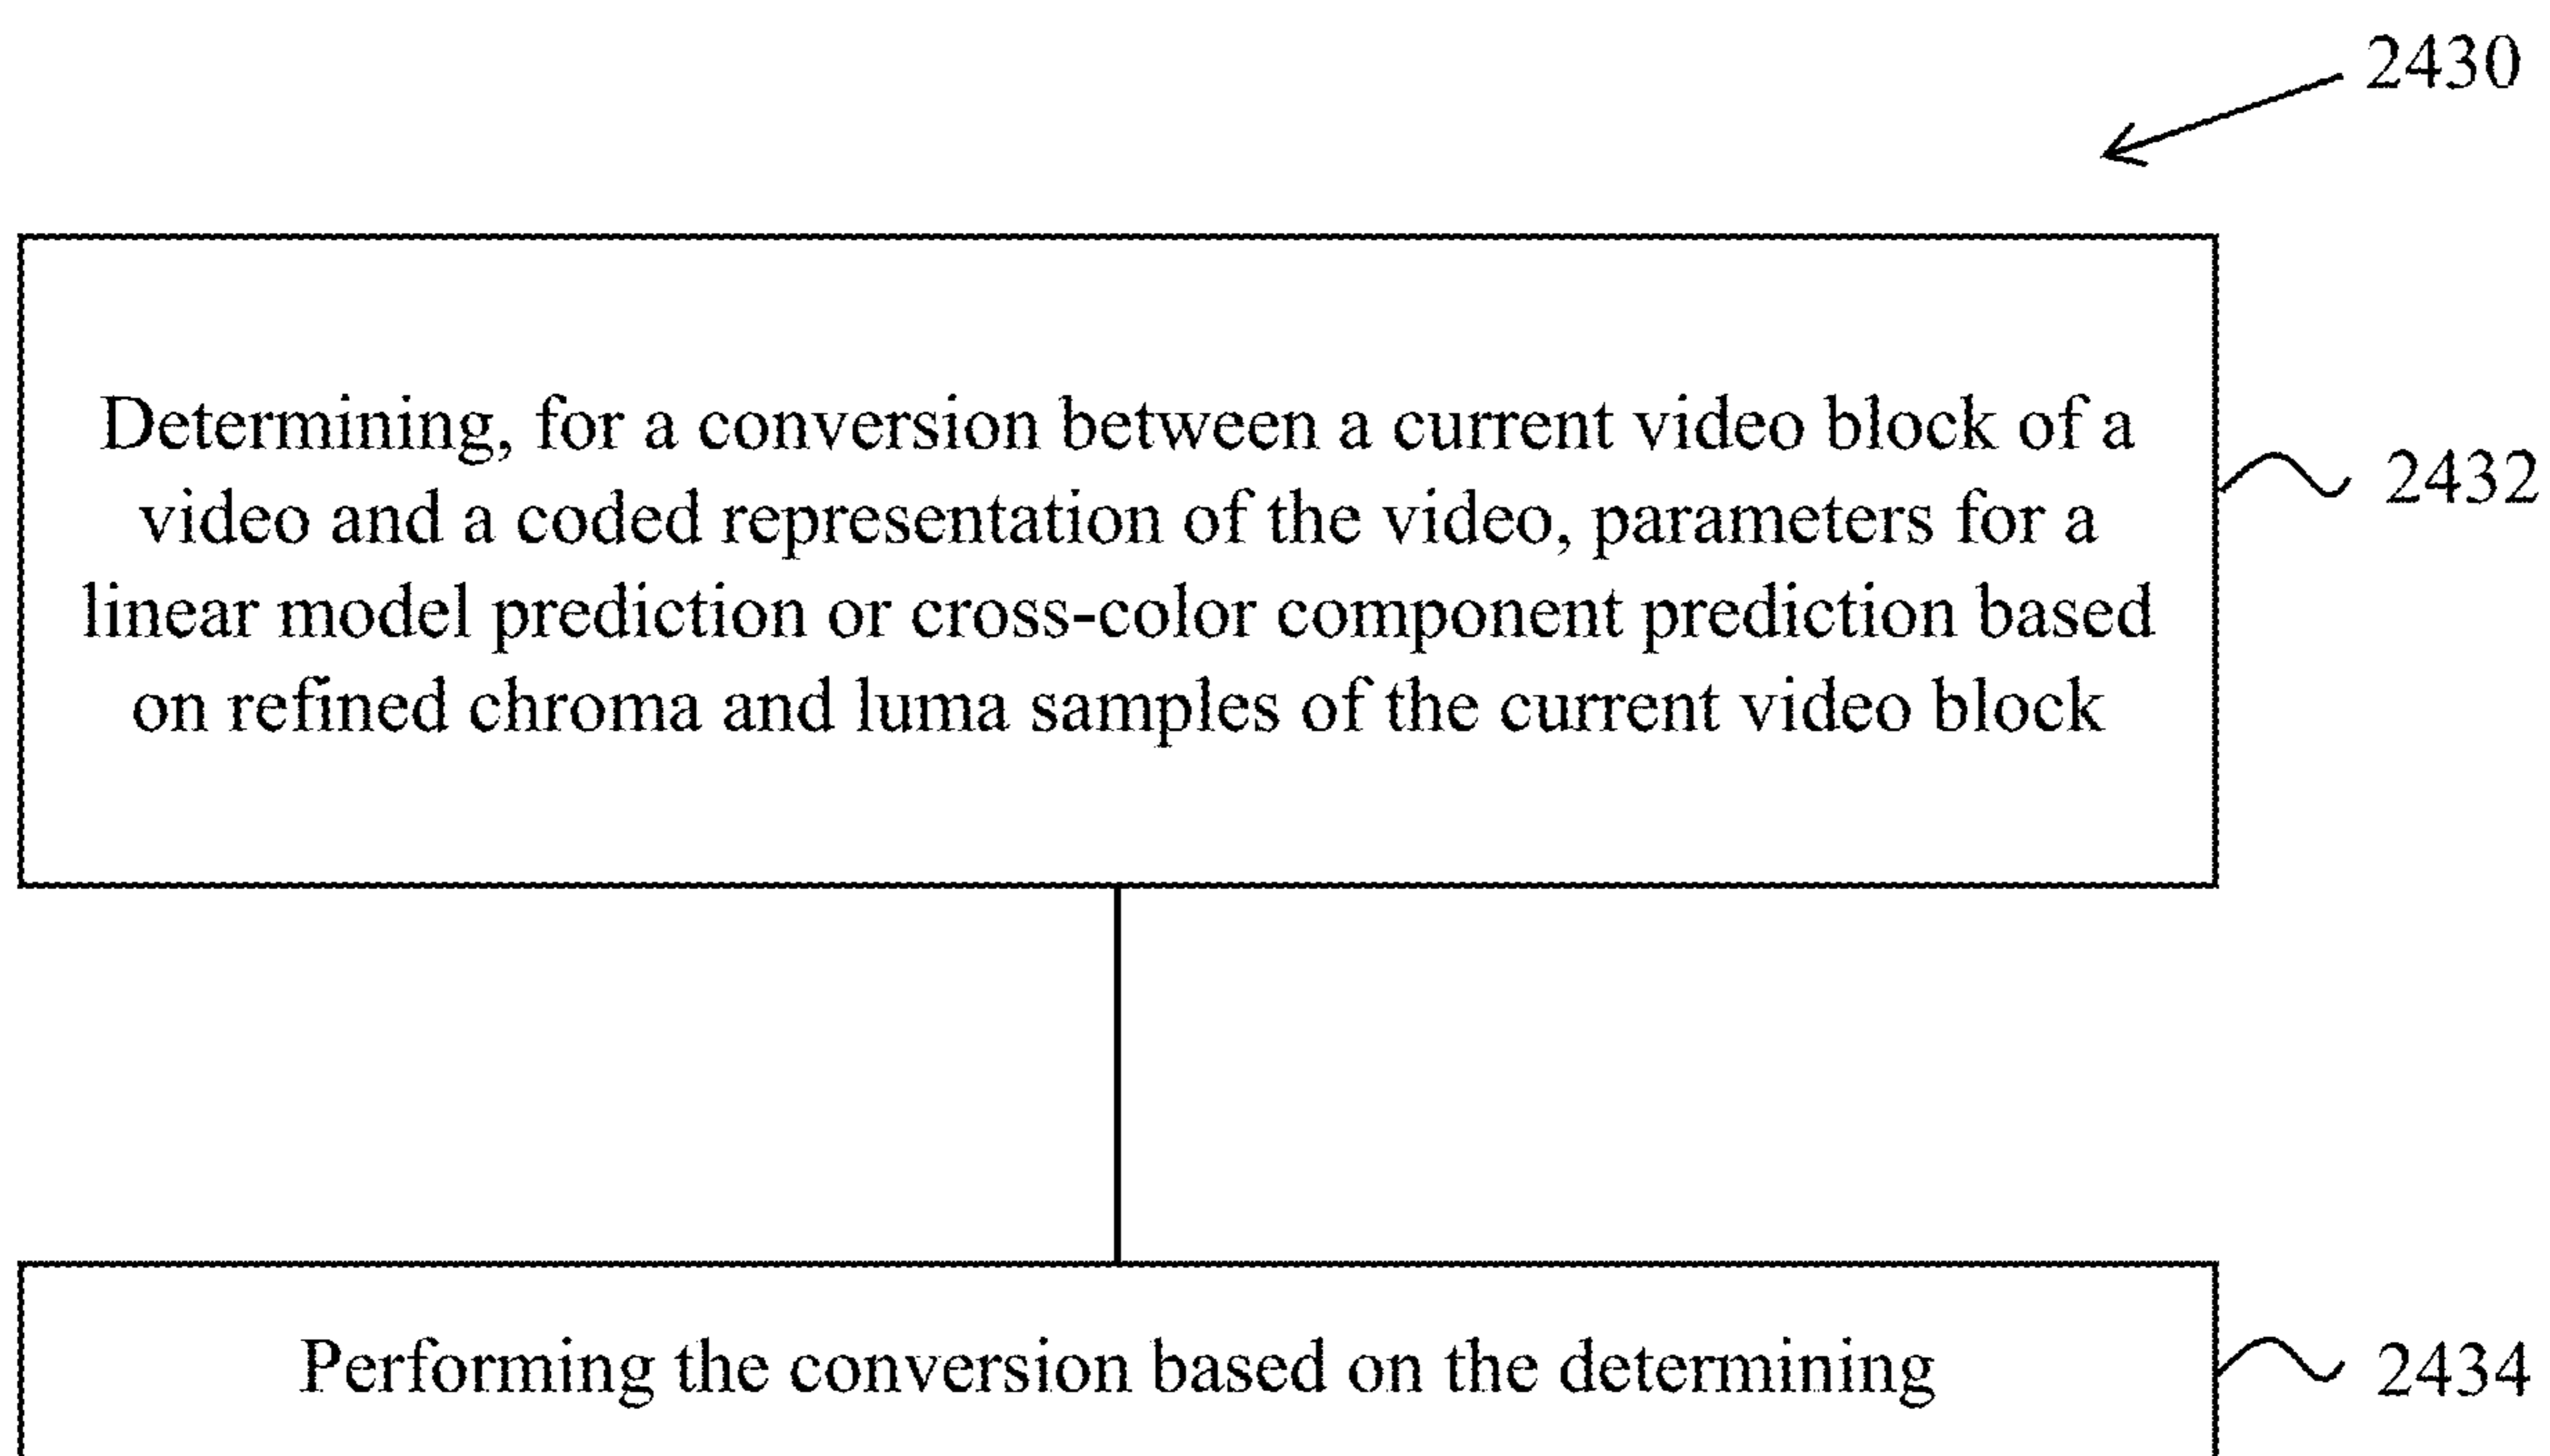 2430
Determining, for a conversion between a current video block of a
video and a coded representation of the video, parameters for a
linear model prediction or cross-color component prediction based
on refined chroma and luma samples of the current video block
2432
Performing the conversion based on the determining
2434